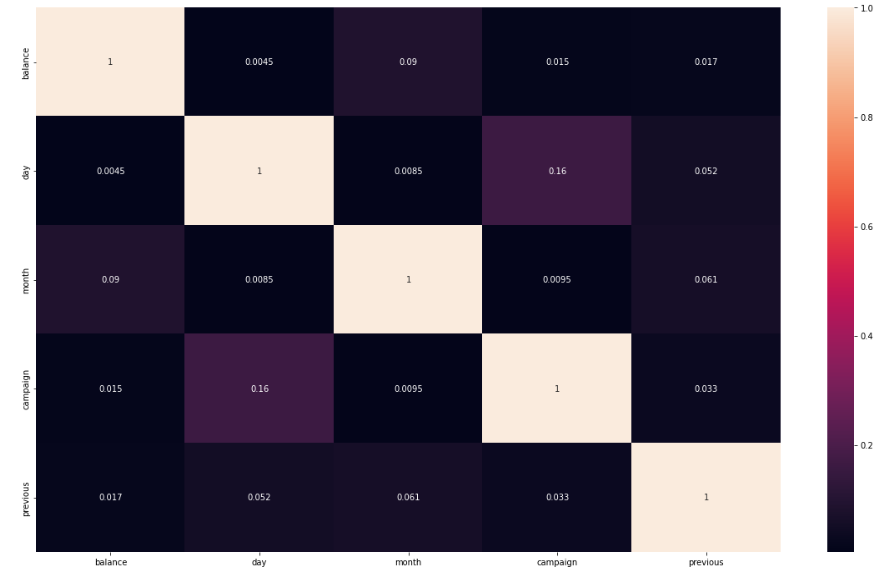 balance 1 0.0045 0.09 0.015 0.017
day 0.0045 1 0.0085 0.16 0.052
month 0.09 0.0085 1 0.0095 0.061
campaign 0.015 0.16 0.0095 1 0.033
previous 0.017 0.052 0.061 0.033 1
balance day month campaign previous
1.0
0.8
0.6
0.4
0.2